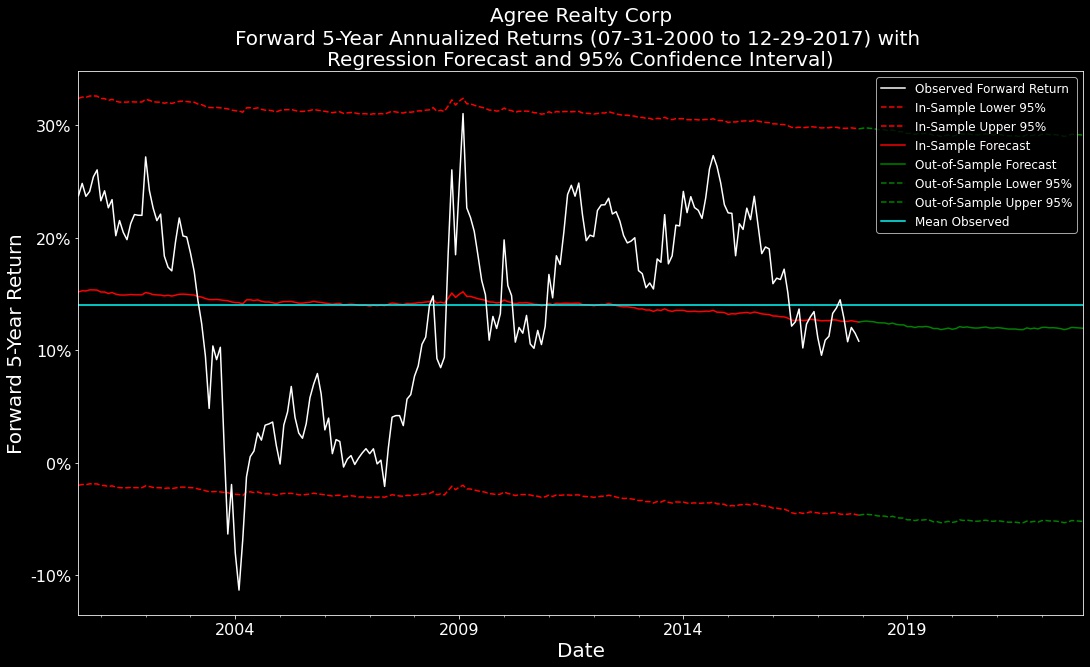 Agree Realty Corp
Forward 5-Year Annualized Returns (07-31-2000 to 12-29-2017) with
Regression Forecast and 95% Confidence Interval)
Observed Forward Return
In-Sample Lower 95%
In-Sample Upper 95%
In-Sample Forecast
Out-of-Sample Forecast
Out-of-Sample Lower 95%
Out-of-Sample Upper 95%
Mean Observed
Forward 5-Year Return
30%
20%
10%
0%
-10%
2004
2009
2014
2019
Date